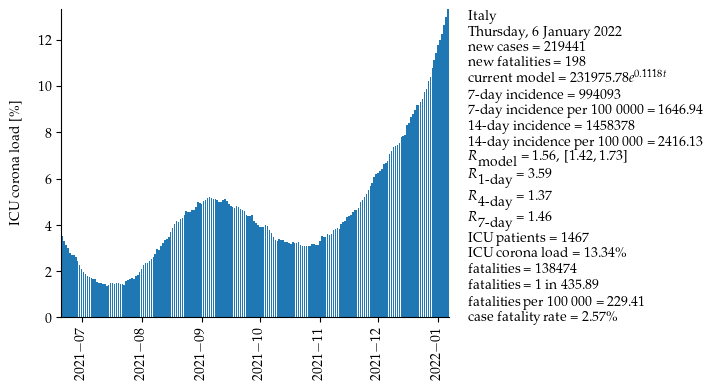 ICU corona load [%]
12
10
8
6
4
2
0
2021−07
2021−08
2021−09
2021−10
2021−11
2021−12
2022−01
Italy
Thursday, 6 January 2022
new cases = 219441
new fatalities = 198
current model = 231975.78e^0.1118t
7-day incidence = 994093
7-day incidence per 100 0000 = 1646.94
14-day incidence = 1458378
14-day incidence per 100 000 = 2416.13
R_model = 1.56, [1.42, 1.73]
R_1-day = 3.59
R_4-day = 1.37
R_7-day = 1.46
ICU patients = 1467
ICU corona load = 13.34%
fatalities = 138474
fatalities = 1 in 435.89
fatalities per 100 000 = 229.41
case fatality rate = 2.57%